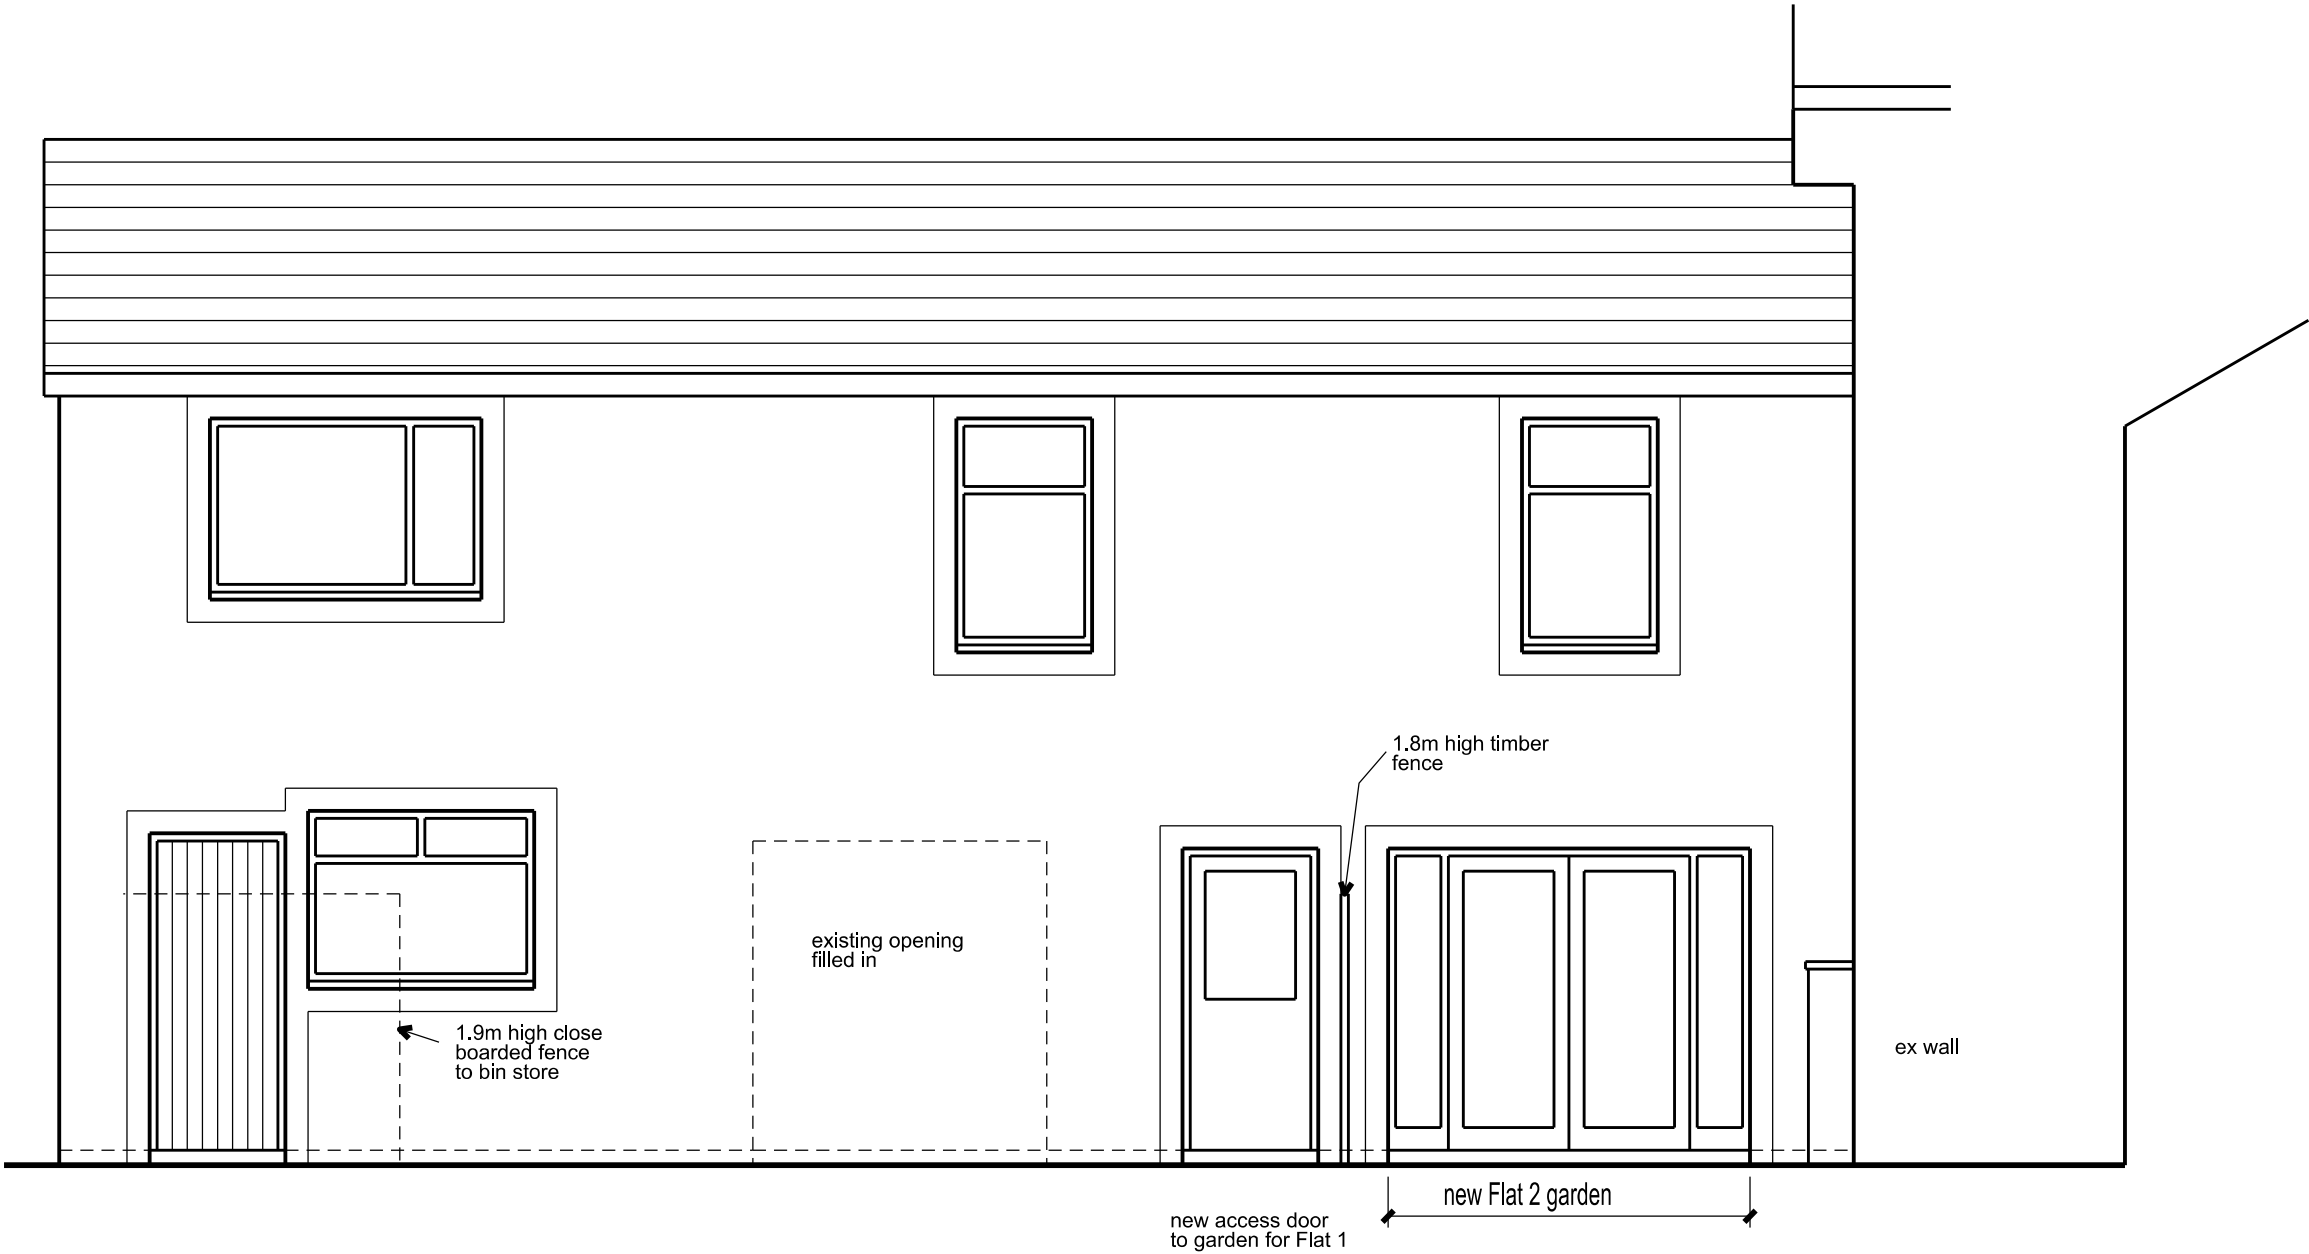 1.8m high timber
fence
existing opening
filled in
1.9m high close
boarded fence
to bin store
ex wall
new Flat 2 garden
new access door
to garden for Flat 1